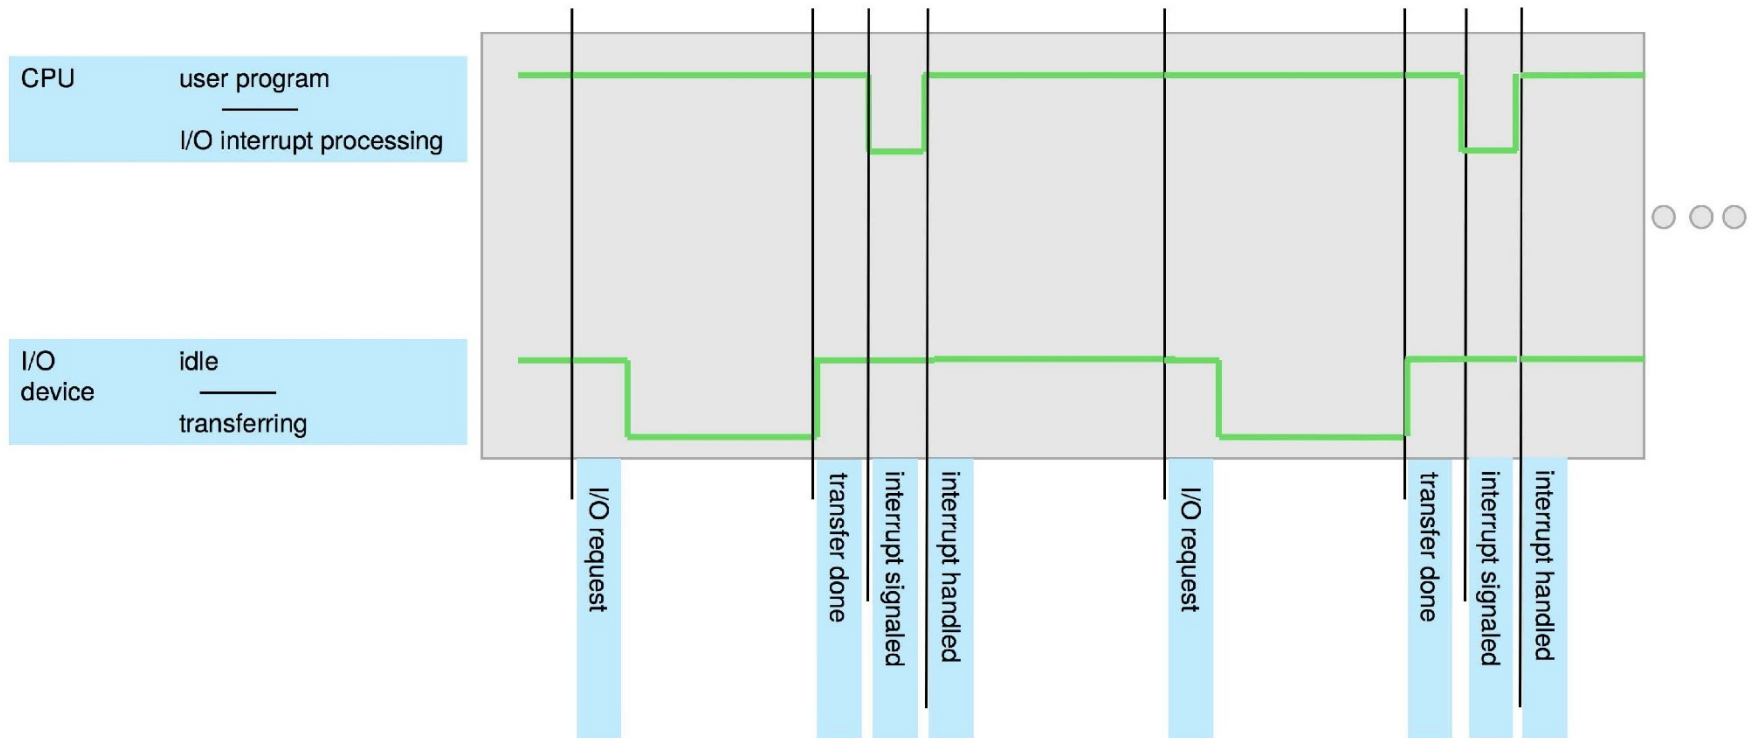 CPU
user program
I/O interrupt processing
I/O
device
idle
transferring
I/O request
transfer done
interrupt signaled
interrupt handled
I/O request
transfer done
interrupt signaled
interrupt handled